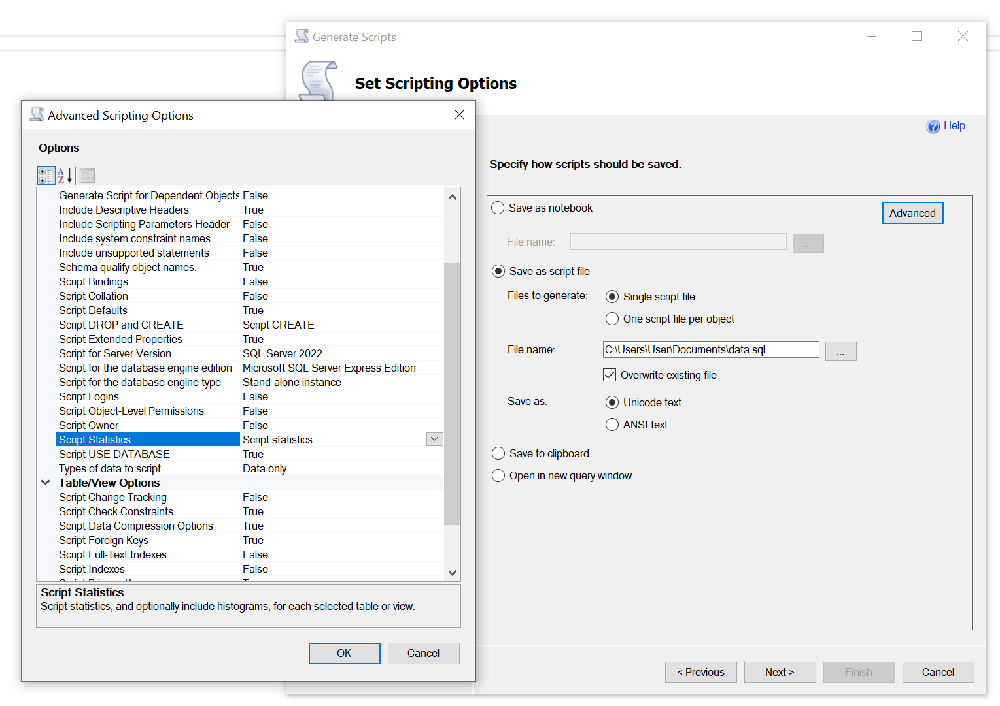 Generate Scripts
Set Scripting Options
Advanced Scripting Options
Options
Generate Script for Dependent Objects False
Include Descriptive Headers True
Include Scripting Parameters Header False
Include system constraint names False
Include unsupported statements False
Schema qualify object names. True
Script Bindings False
Script Collation False
Script Defaults True
Script DROP and CREATE Script CREATE
Script Extended Properties True
Script for Server Version SQL Server 2022
Script for the database engine edition Microsoft SQL Server Express Edition
Script for the database engine type Stand-alone instance
Script Logins False
Script Object-Level Permissions False
Script Owner False
Script Statistics Script statistics
Script USE DATABASE True
Types of data to script Data only
Table/View Options
Script Change Tracking False
Script Check Constraints True
Script Data Compression Options True
Script Foreign Keys True
Script Full-Text Indexes False
Script Indexes False
Script Statistics
Script statistics, and optionally include histograms, for each selected table or view.
OK Cancel
Help
Specify how scripts should be saved.
Save as notebook
Advanced
File name: ...
Save as script file
Files to generate: Single script file
One script file per object
File name: C:\Users\User\Documents\data.sql ...
Overwrite existing file
Save as: Unicode text
ANSI text
Save to clipboard
Open in new query window
< Previous Next > Finish Cancel